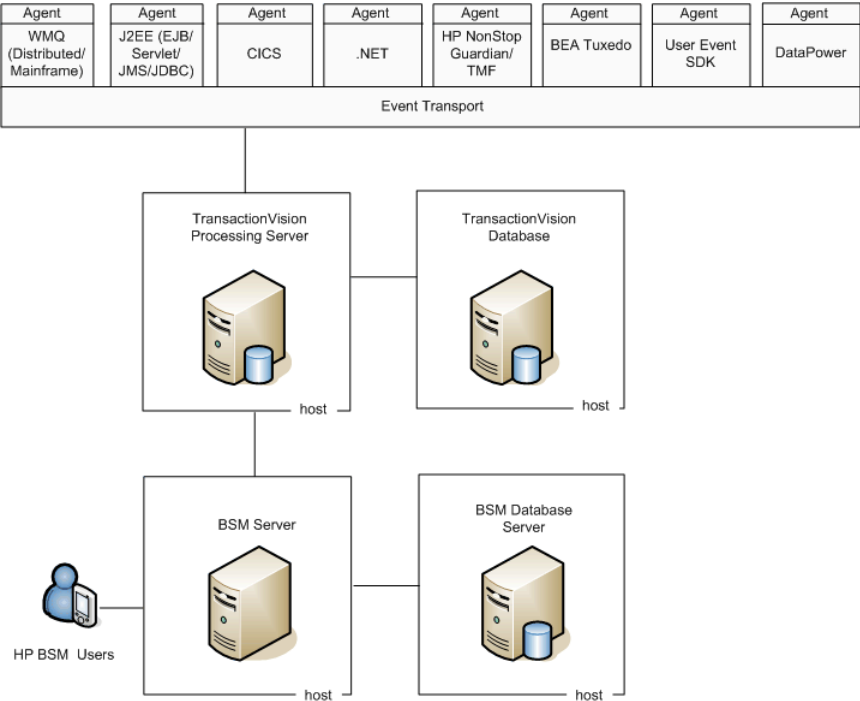 Agent
WMQ
(Distributed/
Mainframe)
Agent
J2EE (EJB/
Servlet/
JMS/JDBC)
Agent
CICS
Agent
.NET
Agent
HP NonStop
Guardian/
TMF
Agent
BEA Tuxedo
Agent
User Event
SDK
Agent
DataPower
Event Transport
TransactionVision
Processing Server
host
TransactionVision
Database
host
BSM Server
host
BSM Database
Server
host
HP BSM Users